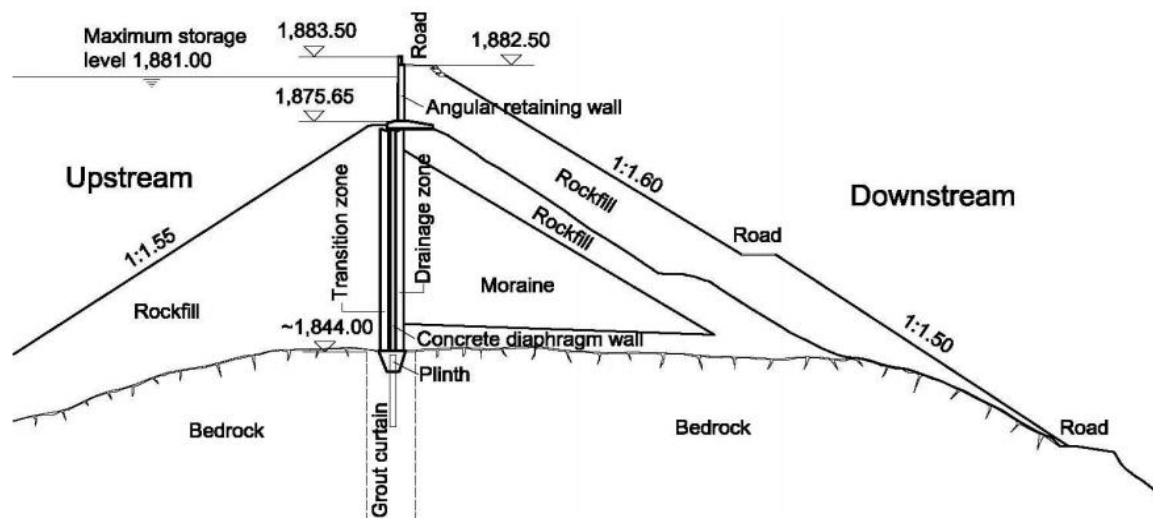 Maximum storage
level 1,881.00
1,883.50
Road
1,882.50
1,875.65
Angular retaining wall
Upstream
Downstream
1:1.55
1:1.60
Rockfill
Rockfill
Road
Transition zone
Drainage zone
Moraine
Rockfill
~1,844.00
Concrete diaphragm wall
1:1.50
Plinth
Bedrock
Grout curtain
Bedrock
Road